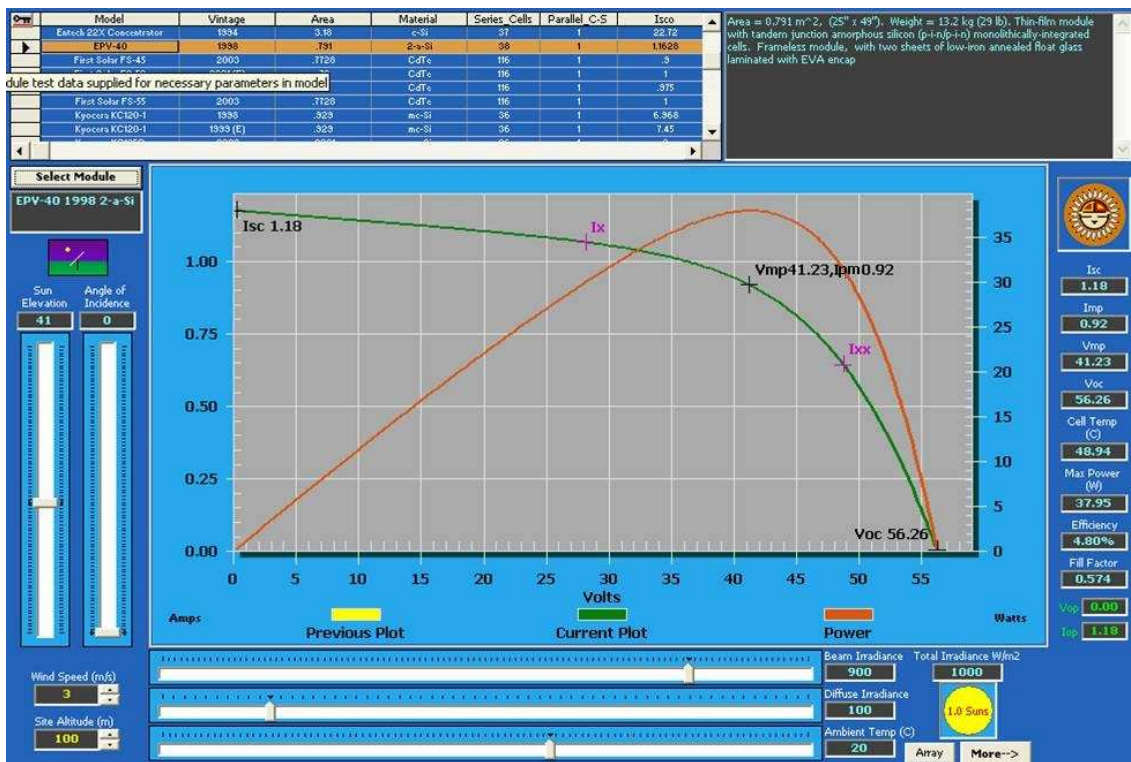 Model Vintage Area Material Series_Cells Parallel_C-S Isco
Entech 22X Concentrator 1994 3.18 c-Si 37 1 22.72
EPV-40 1998 .791 2-a-Si 38 1 1.1628
First Solar FS-45 2003 .7728 CdTe 116 1 .9
CdTe 116 1 1
dule test data supplied for necessary parameters in model
CdTe 116 1 .975
First Solar FS-55 2003 .7728 CdTe 116 1 1
Kyocera KC120-1 1998 .929 mc-Si 36 1 6.968
Kyocera KC120-1 1999 (E) .929 mc-Si 36 1 7.45
Area = 0.791 m^2, (25" x 49"). Weight = 13.2 kg (29 lb). Thin-film module
with tandem junction amorphous silicon (p-i-n/p-i-n) monolithically-integrated
cells. Frameless module, with two sheets of low-iron annealed float glass
laminated with EVA encap
Select Module
EPV-40 1998 2-a-Si
Sun Elevation
41
Angle of Incidence
0
Isc 1.18
Ix
Vmp41.23,Ipm0.92
Ixx
Voc 56.26
1.00
0.75
0.50
0.25
0.00
35
30
25
20
15
10
5
0
0 5 10 15 20 25 30 35 40 45 50 55
Volts
Amps
Watts
Previous Plot
Current Plot
Power
Isc
1.18
Imp
0.92
Vmp
41.23
Voc
56.26
Cell Temp
(C)
48.94
Max Power
(W)
37.95
Efficiency
4.80%
Fill Factor
0.574
Vop 0.00
Iop 1.18
Wind Speed (m/s)
3
Site Altitude (m)
100
Beam Irradiance
900
Total Irradiance W/m2
1000
Diffuse Irradiance
100
1.0 Suns
Ambient Temp (C)
20
Array
More-->